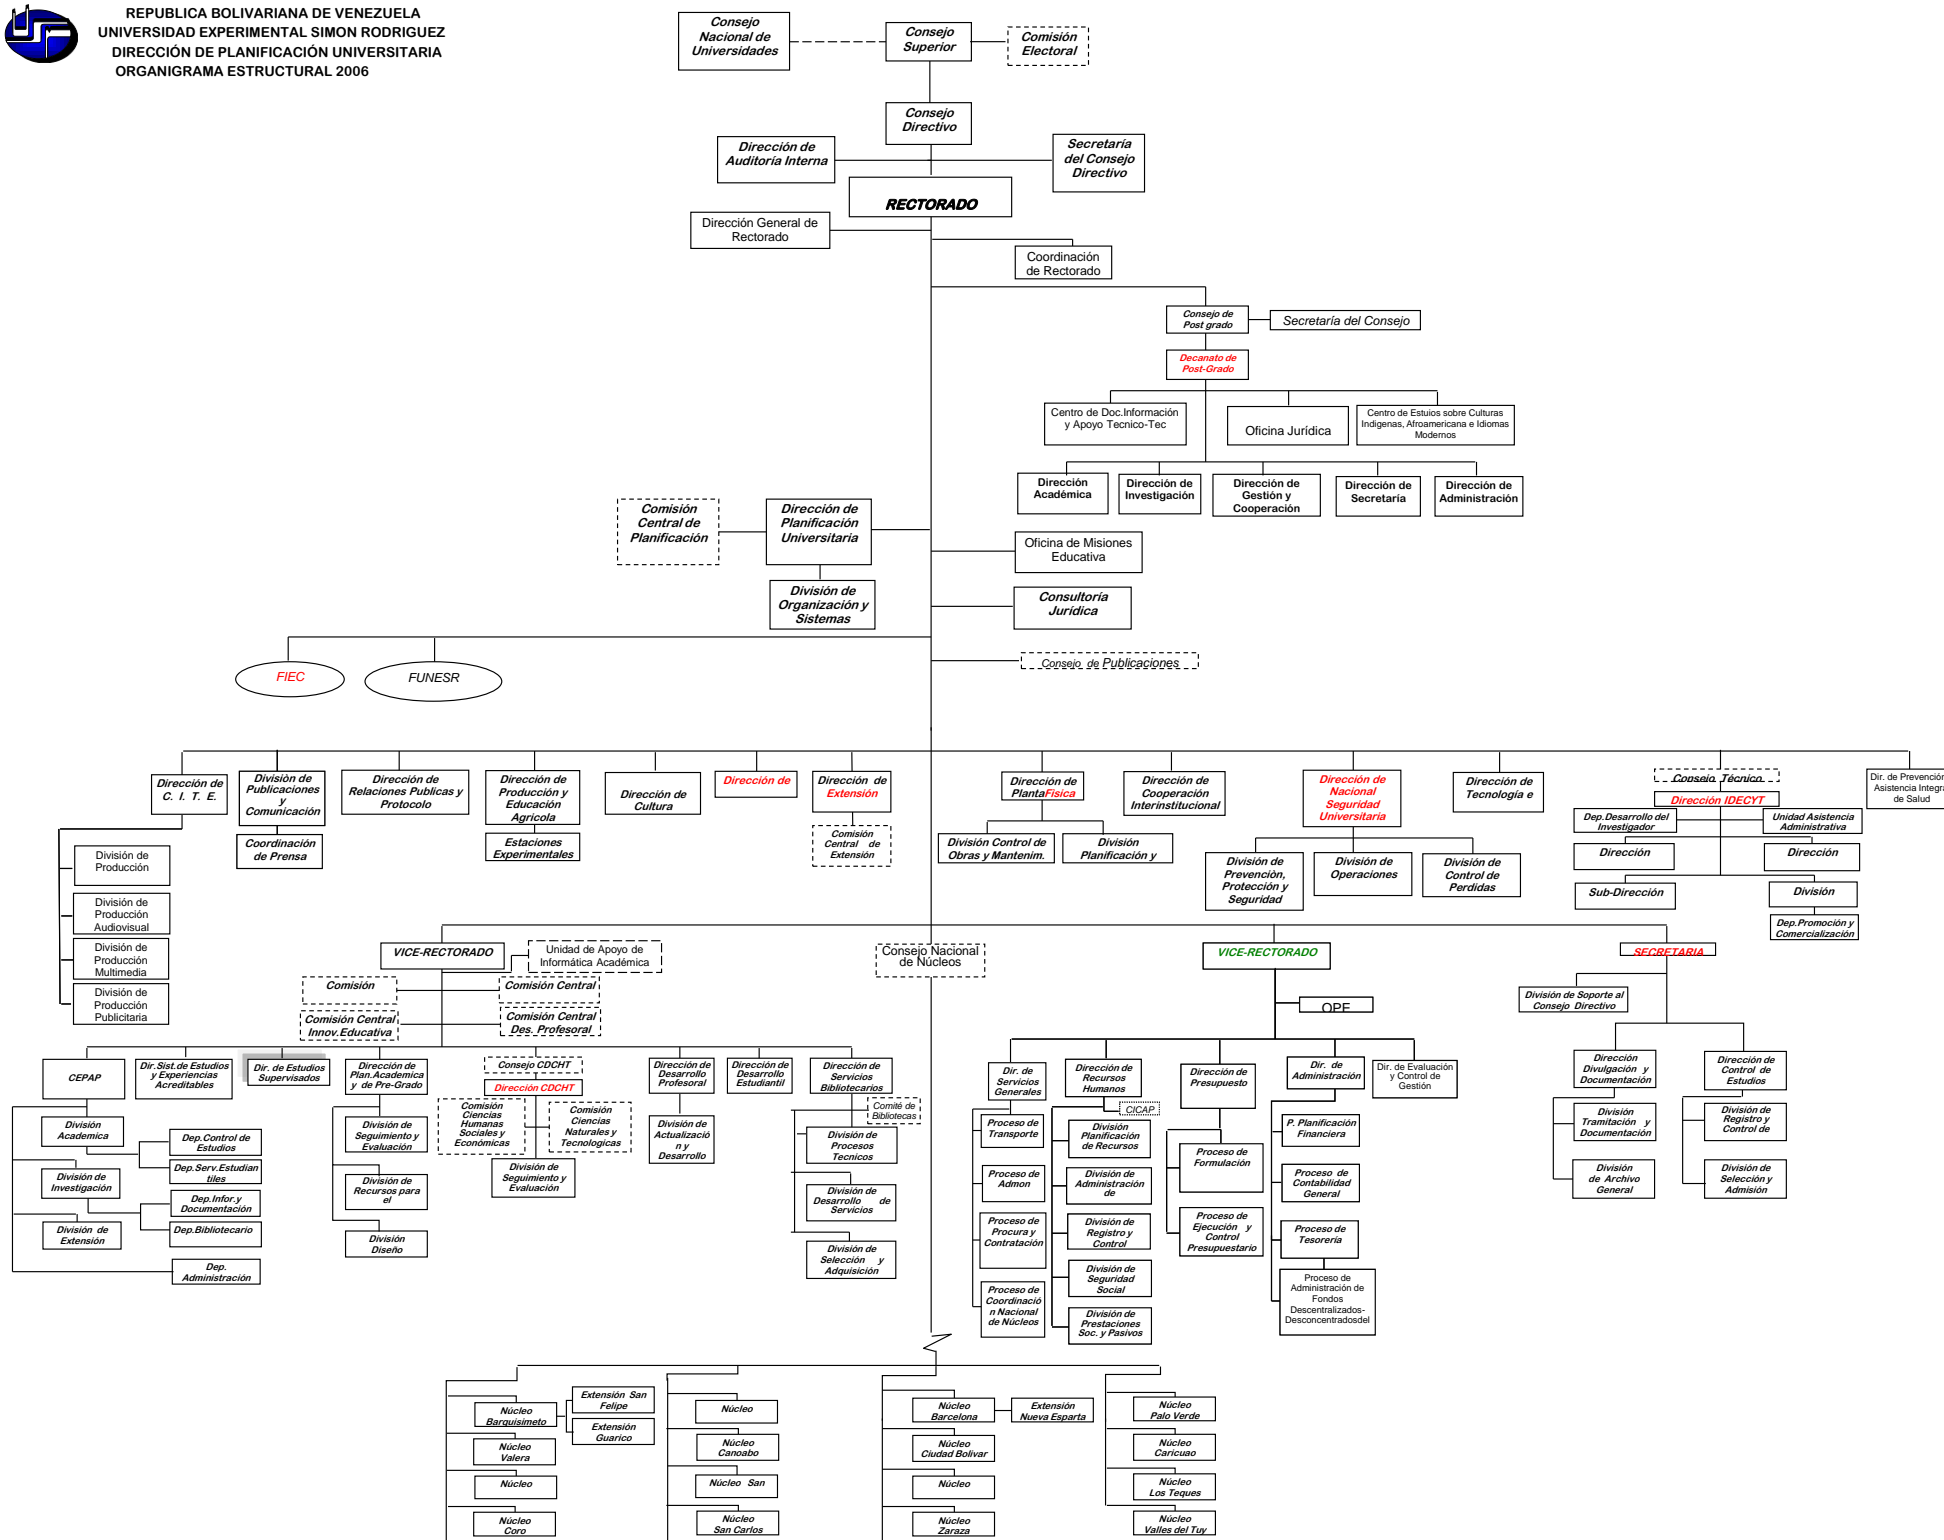 REPUBLICA BOLIVARIANA DE VENEZUELA
UNIVERSIDAD EXPERIMENTAL SIMON RODRIGUEZ
DIRECCIÓN DE PLANIFICACIÓN UNIVERSITARIA
ORGANIGRAMA ESTRUCTURAL 2006
Consejo
Nacional de
Universidades
Consejo
Superior
Comisión
Electoral
Consejo
Directivo
Dirección de
Auditoría Interna
Secretaría
del Consejo
Directivo
RECTORADO
Dirección General de
Rectorado
Coordinación
de Rectorado
Consejo de
Post grado
Secretaría del Consejo
Decanato de
Post-Grado
Centro de Doc.Información
y Apoyo Tecnico-Tec
Oficina Jurídica
Centro de Estuios sobre Culturas
Indigenas, Afroamericana e Idiomas
Modernos
Dirección
Académica
Dirección de
Investigación
Dirección de
Gestión y
Cooperación
Dirección de
Secretaría
Dirección de
Administración
Comisión
Central de
Planificación
Dirección de
Planificación
Universitaria
Oficina de Misiones
Educativa
División de
Organización y
Sistemas
Consultoría
Jurídica
Consejo de Publicaciones
FIEC
FUNESR
Dirección de
C. I. T. E.
Divisiòn de
Publicaciones
y
Comunicación
Dirección de
Relaciones Publicas y
Protocolo
Dirección de
Producción y
Educación
Agricola
Dirección de
Cultura
Dirección de
Dirección de
Extensión
Dirección de
PlantaFisica
Dirección de
Cooperación
Interinstitucional
Dirección de
Nacional
Seguridad
Universitaria
Dirección de
Tecnología e
Consejo Técnico
Dirección IDECYT
Dir. de Prevención
Asistencia Integra
de Salud
Dep.Desarrollo del
Investigador
Unidad Asistencia
Administrativa
Coordinación
de Prensa
Estaciones
Experimentales
Comisión
Central de
Extensión
División Control de
Obras y Mantenim.
División
Planificación y
División de
Prevenciòn,
Protección y
Seguridad
División de
Operaciones
División de
Control de
Perdidas
Dirección
Dirección
Sub-Dirección
División
Dep.Promoción y
Comercialización
División de
Producción
División de
Producción
Audiovisual
División de
Producción
Multimedia
División de
Producción
Publicitaria
VICE-RECTORADO
Unidad de Apoyo de
Informática Académica
Consejo Nacional
de Núcleos
VICE-RECTORADO
SECRETARIA
Comisión
Comisión Central
Comisión Central
Innov.Educativa
Comisión Central
Des. Profesoral
OPE
División de Soporte al
Consejo Directivo
CEPAP
Dir.Sist.de Estudios
y Experiencias
Acreditables
Dir. de Estudios
Supervisados
Dirección de
Plan.Academica
y de Pre-Grado
Consejo CDCHT
Dirección CDCHT
Dirección de
Desarrollo
Profesoral
Dirección de
Desarrollo
Estudiantil
Dirección de
Servicios
Bibliotecarios
Comité de
Bibliotecas
Dir. de
Servicios
Generales
Dirección de
Recursos
Humanos
CICAP
Dirección de
Presupuesto
Dir. de
Administración
Dir. de Evaluación
y Control de
Gestión
Dirección
Divulgación y
Documentación
Dirección de
Control de
Estudios
División
Academica
Dep.Control de
Estudios
Dep.Serv.Estudian
tiles
División de
Investigación
Dep.Infor.y
Documentación
Dep.Bibliotecario
División de
Extensión
Dep.
Administración
División de
Seguimiento y
Evaluación
División de
Recursos para
el
División
Diseño
Comisión
Ciencias
Humanas
Sociales y
Económicas
Comisión
Ciencias
Naturales y
Tecnologicas
División de
Seguimiento y
Evaluación
División de
Actualizació
n y
Desarrollo
División de
Procesos
Tecnicos
División de
Desarrollo de
Servicios
División de
Selección y
Adquisición
Proceso de
Transporte
Proceso de
Admon
Proceso de
Procura y
Contratación
Proceso de
Coordinació
n Nacional
de Núcleos
División
Planificación
de Recursos
División de
Administración
de
División de
Registro y
Control
División de
Seguridad
Social
División de
Prestaciones
Soc. y Pasivos
Proceso de
Formulación
Proceso de
Ejecución y
Control
Presupuestario
P. Planificación
Financiera
Proceso de
Contabilidad
General
Proceso de
Tesorería
Proceso de
Administración de
Fondos
Descentralizados-
Desconcentradosdel
División
Tramitación y
Documentación
División
de Archivo
General
División de
Registro y
Control de
División de
Selección y
Admisión
Núcleo
Barquisimeto
Extensión San
Felipe
Extensión
Guarico
Núcleo
Valera
Núcleo
Núcleo
Coro
Núcleo
Núcleo
Canoabo
Núcleo San
Núcleo
San Carlos
Núcleo
Barcelona
Extensión
Nueva Esparta
Núcleo
Ciudad Bolivar
Núcleo
Núcleo
Zaraza
Núcleo
Palo Verde
Núcleo
Caricuao
Núcleo
Los Teques
Núcleo
Valles del Tuy